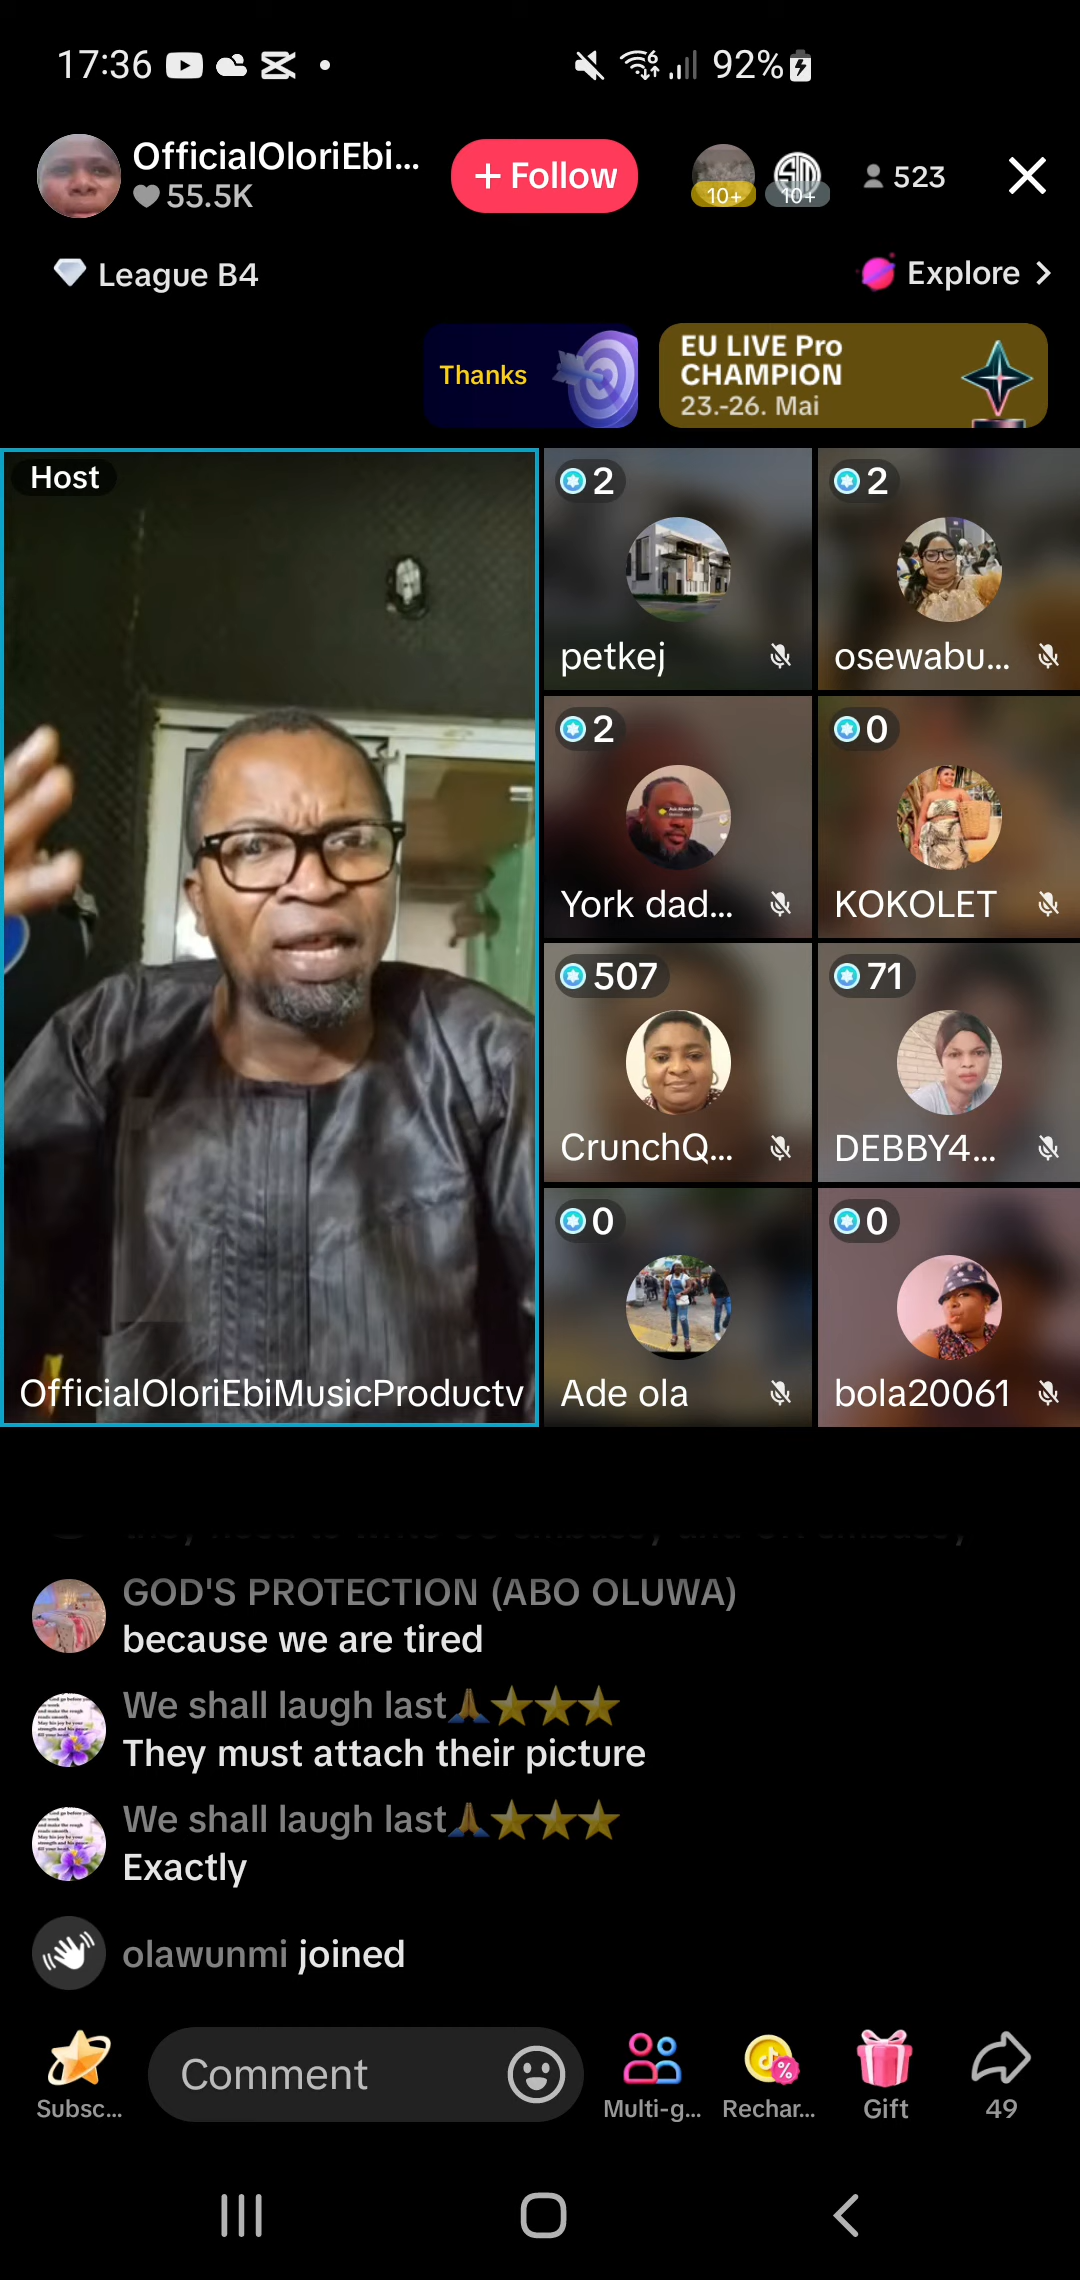 17:36
92%
OfficialOloriEbi...
55.5K
+ Follow
10+
10+
523
League B4
Explore
Thanks
EU LIVE Pro
CHAMPION
23.-26. Mai
Host
OfficialOloriEbiMusicProductv
2
petkej
2
osewabu...
2
York dad...
0
KOKOLET
507
CrunchQ...
71
DEBBY4...
0
Ade ola
0
bola20061
GOD'S PROTECTION (ABO OLUWA)
because we are tired
We shall laugh last🙏⭐⭐⭐
They must attach their picture
We shall laugh last🙏⭐⭐⭐
Exactly
olawunmi joined
Comment
Subsc...
Multi-g...
Rechar...
Gift
49